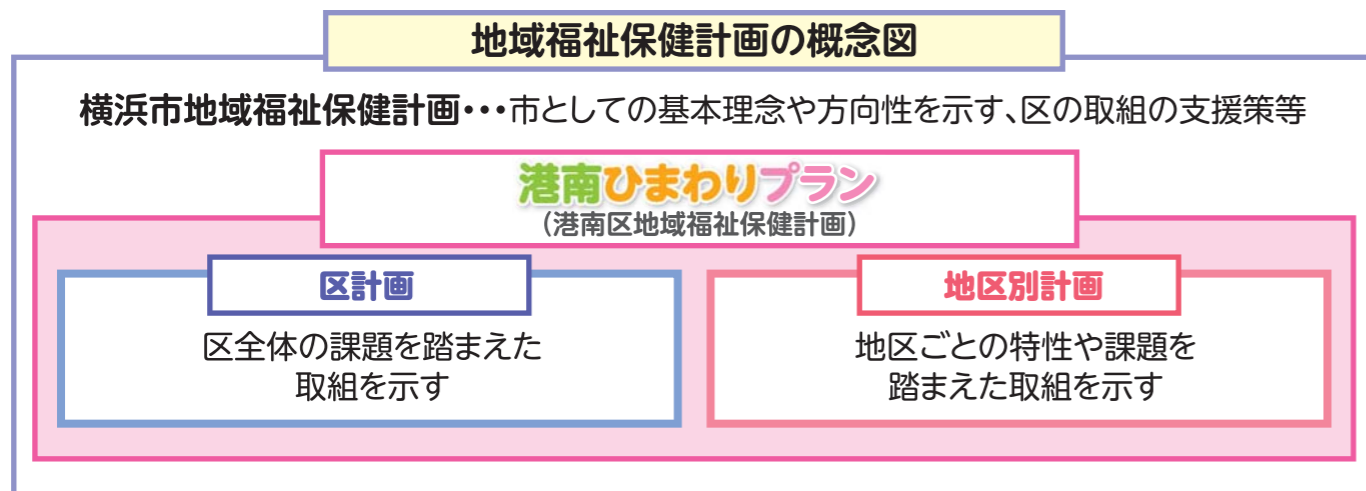 地域福祉保健計画の概念図
横浜市地域福祉保健計画・・・市としての基本理念や方向性を示す、区の取組の支援策等
港南ひまわりプラン
（港南区地域福祉保健計画）
区計画
区全体の課題を踏まえた
取組を示す
地区別計画
地区ごとの特性や課題を
踏まえた取組を示す